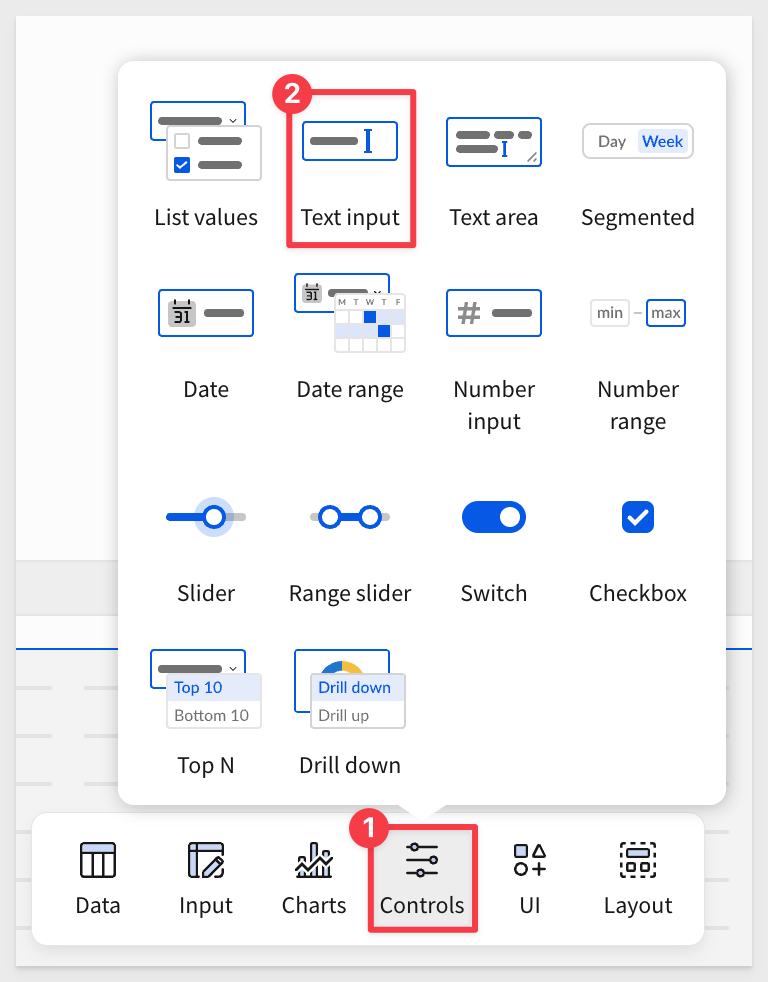 2
Day Week
List values Text input Text area Segmented
31
31
M T W T F
# min – max
Date Date range Number input Number range
Slider Range slider Switch Checkbox
Top 10
Bottom 10
Drill down
Drill up
Top N Drill down
1
Data Input Charts Controls UI Layout